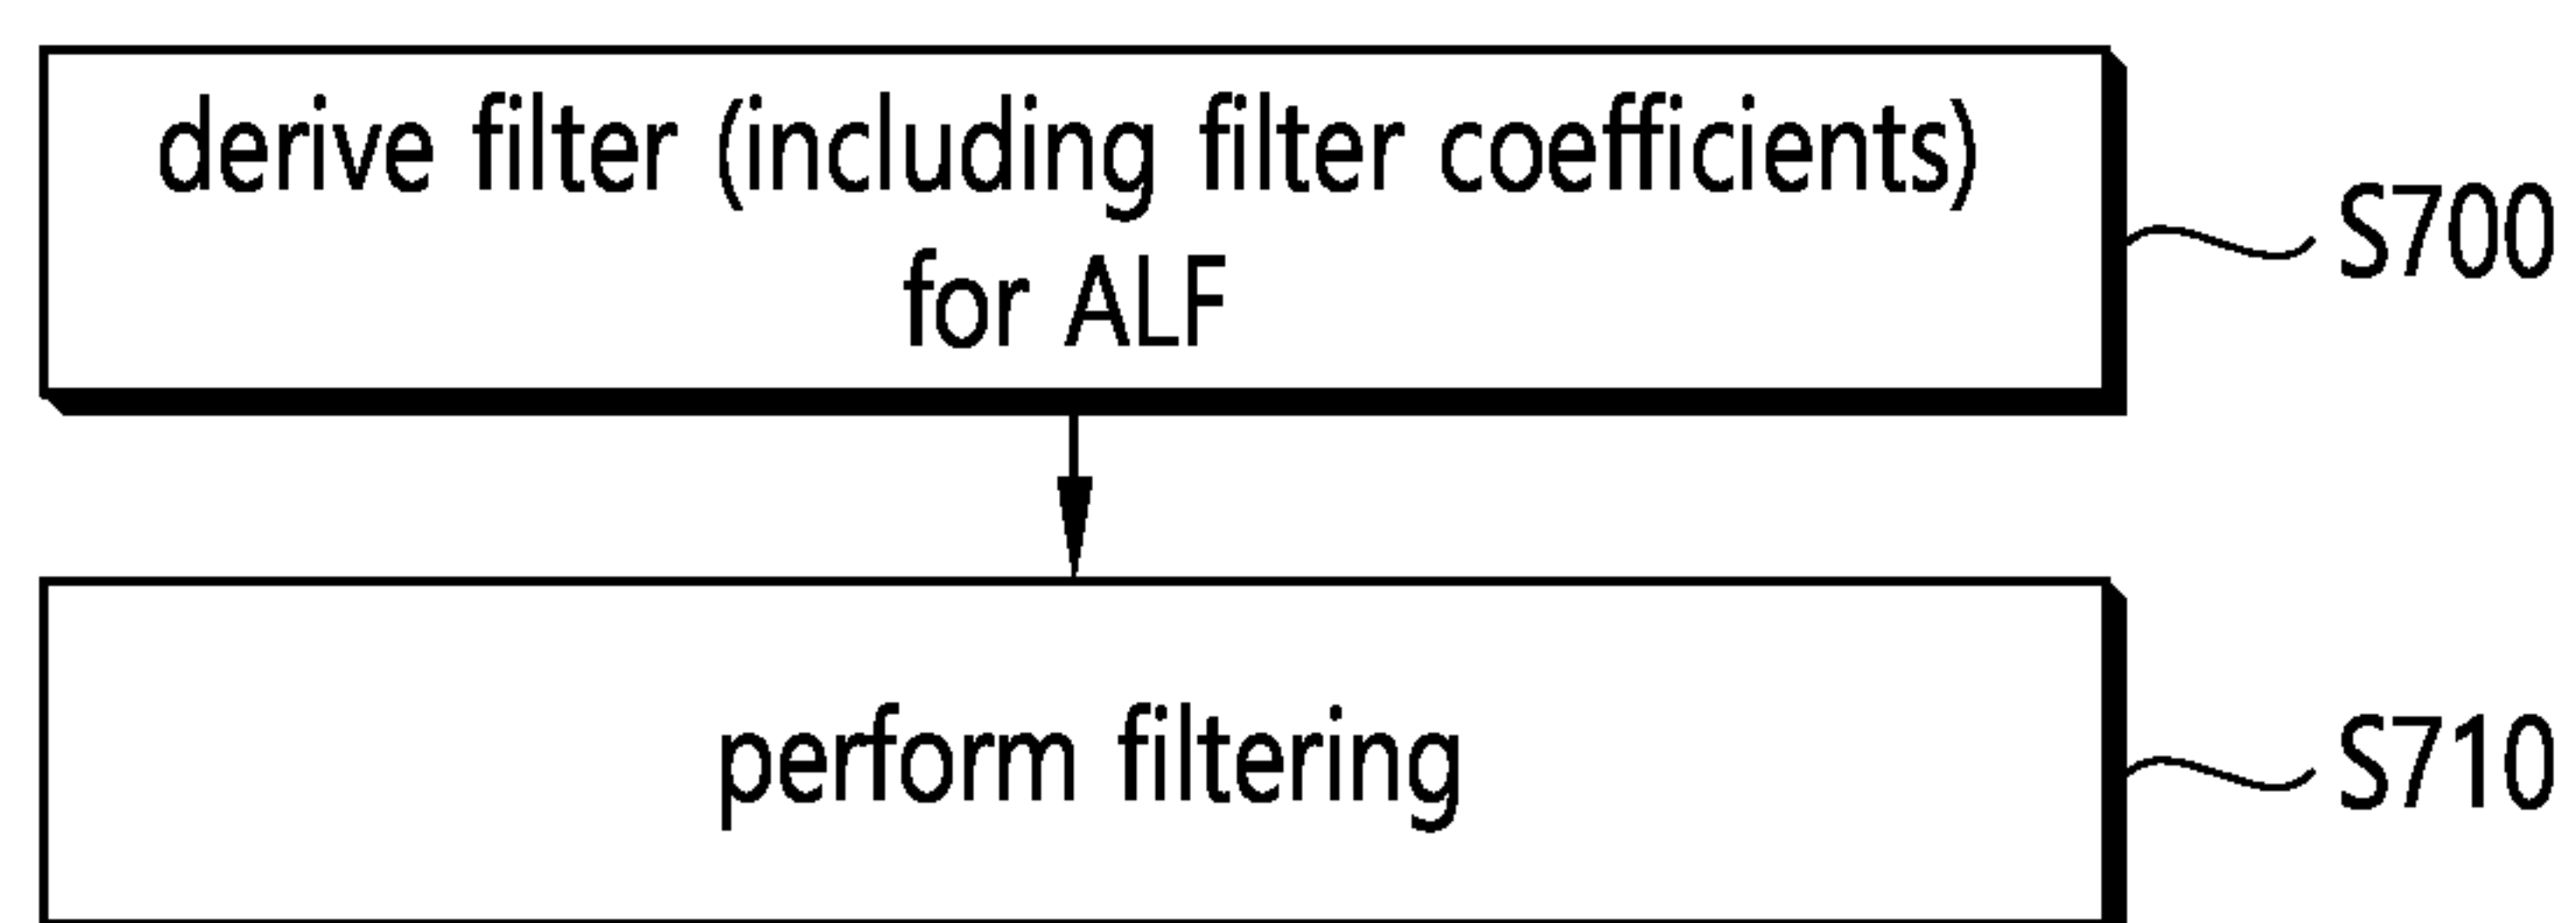 derive filter (including filter coefficients)
for ALF
S700
perform filtering
S710